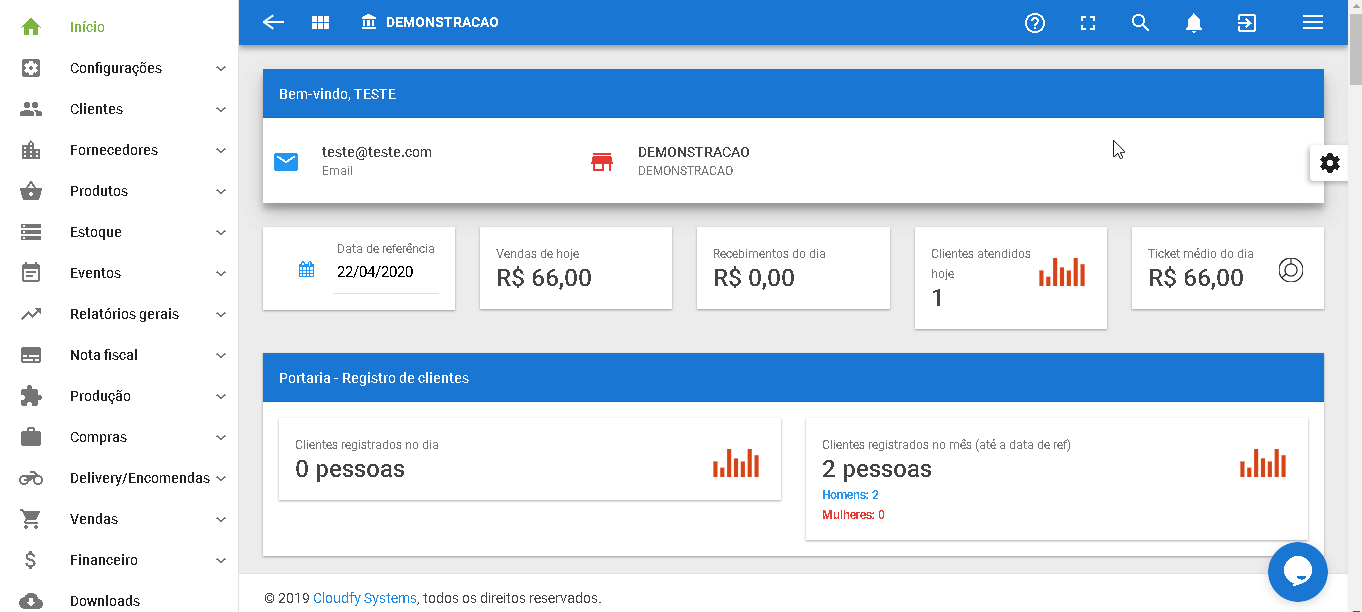 Início
Configurações
Clientes
Fornecedores
Produtos
Estoque
Eventos
Relatórios gerais
Nota fiscal
Produção
Compras
Delivery/Encomendas
Vendas
Financeiro
Downloads
DEMONSTRACAO
Bem-vindo, TESTE
teste@teste.com
Email
DEMONSTRACAO
DEMONSTRACAO
Data de referência
22/04/2020
Vendas de hoje
R$ 66,00
Recebimentos do dia
R$ 0,00
Clientes atendidos
hoje
1
Ticket médio do dia
R$ 66,00
Portaria - Registro de clientes
Clientes registrados no dia
0 pessoas
Clientes registrados no mês (até a data de ref)
2 pessoas
Homens: 2
Mulheres: 0
© 2019 Cloudfy Systems, todos os direitos reservados.